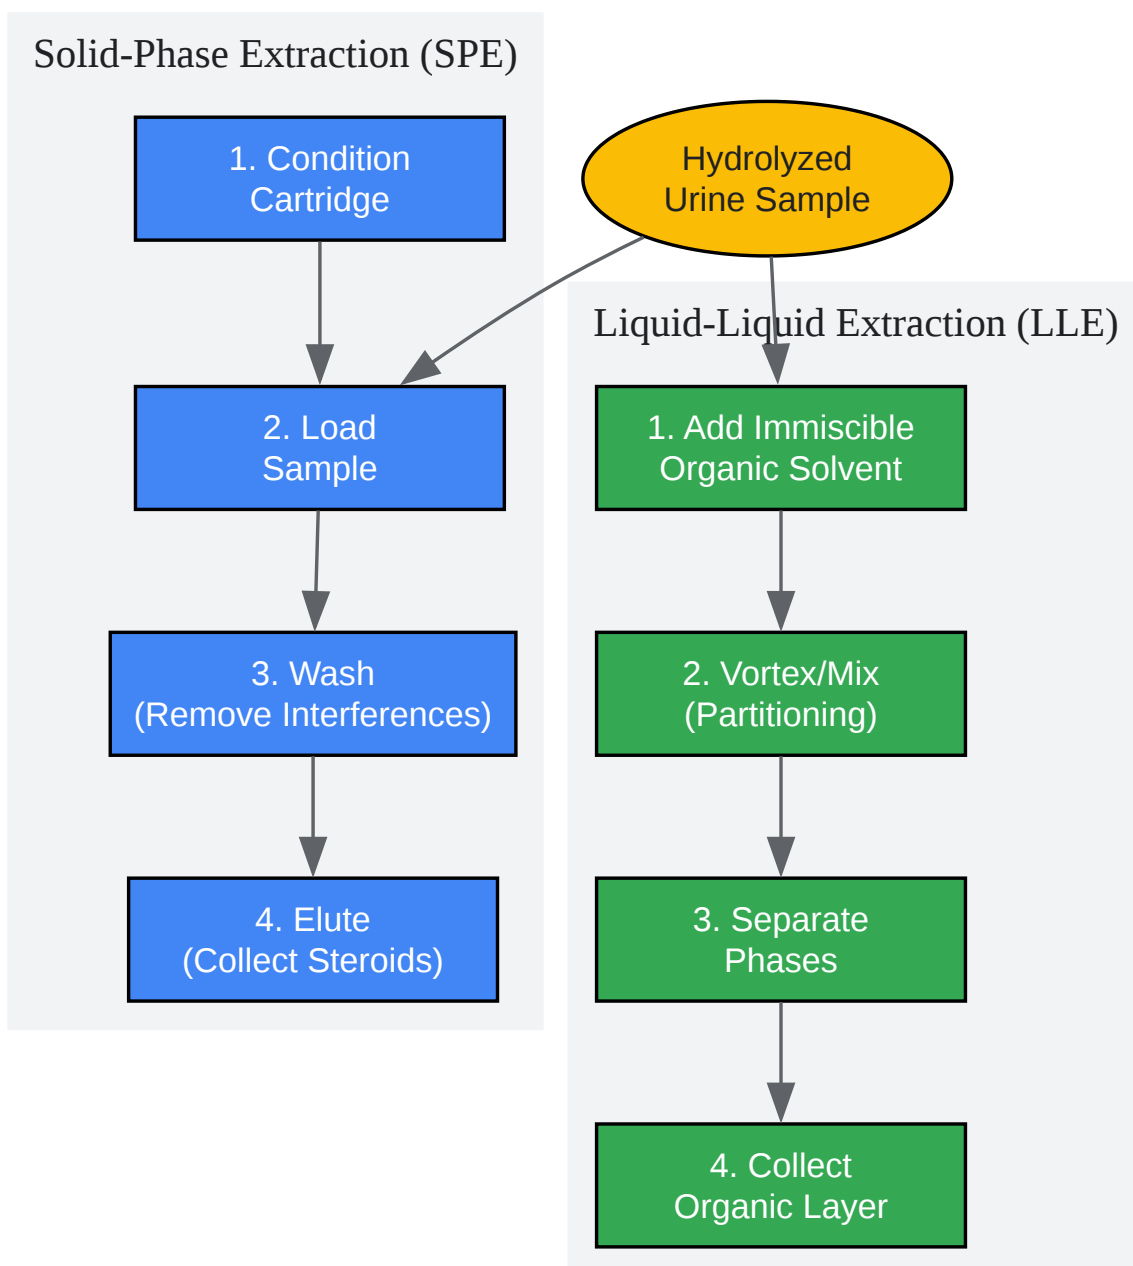 Solid-Phase Extraction (SPE)
1. Condition
Cartridge
Hydrolyzed
Urine Sample
2. Load
Sample
3. Wash
(Remove Interferences)
4. Elute
(Collect Steroids)
Liquid-Liquid Extraction (LLE)
1. Add Immiscible
Organic Solvent
2. Vortex/Mix
(Partitioning)
3. Separate
Phases
4. Collect
Organic Layer